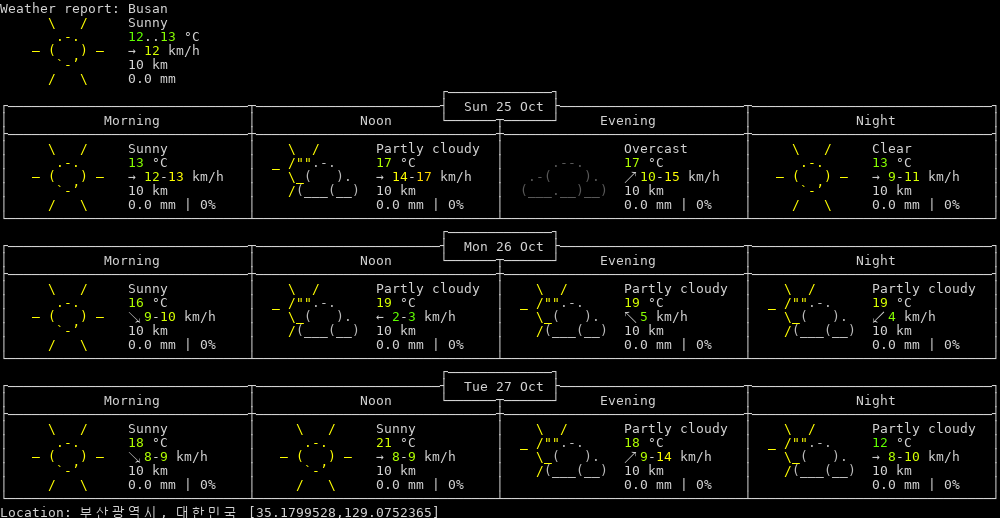 Weather report: Busan
Sunny
12..13 °C
→ 12 km/h
10 km
0.0 mm
Sun 25 Oct
Morning Noon Evening Night
Sunny Partly cloudy Overcast Clear
13 °C 17 °C 17 °C 13 °C
→ 12-13 km/h → 14-17 km/h ↗ 10-15 km/h → 9-11 km/h
10 km 10 km 10 km 10 km
0.0 mm | 0% 0.0 mm | 0% 0.0 mm | 0% 0.0 mm | 0%
Mon 26 Oct
Morning Noon Evening Night
Sunny Partly cloudy Partly cloudy Partly cloudy
16 °C 19 °C 19 °C 19 °C
↘ 9-10 km/h ← 2-3 km/h ↖ 5 km/h ↙ 4 km/h
10 km 10 km 10 km 10 km
0.0 mm | 0% 0.0 mm | 0% 0.0 mm | 0% 0.0 mm | 0%
Tue 27 Oct
Morning Noon Evening Night
Sunny Sunny Partly cloudy Partly cloudy
18 °C 21 °C 18 °C 12 °C
↘ 8-9 km/h → 8-9 km/h ↗ 9-14 km/h → 8-10 km/h
10 km 10 km 10 km 10 km
0.0 mm | 0% 0.0 mm | 0% 0.0 mm | 0% 0.0 mm | 0%
Location: 부산광역시, 대한민국 [35.1799528,129.0752365]